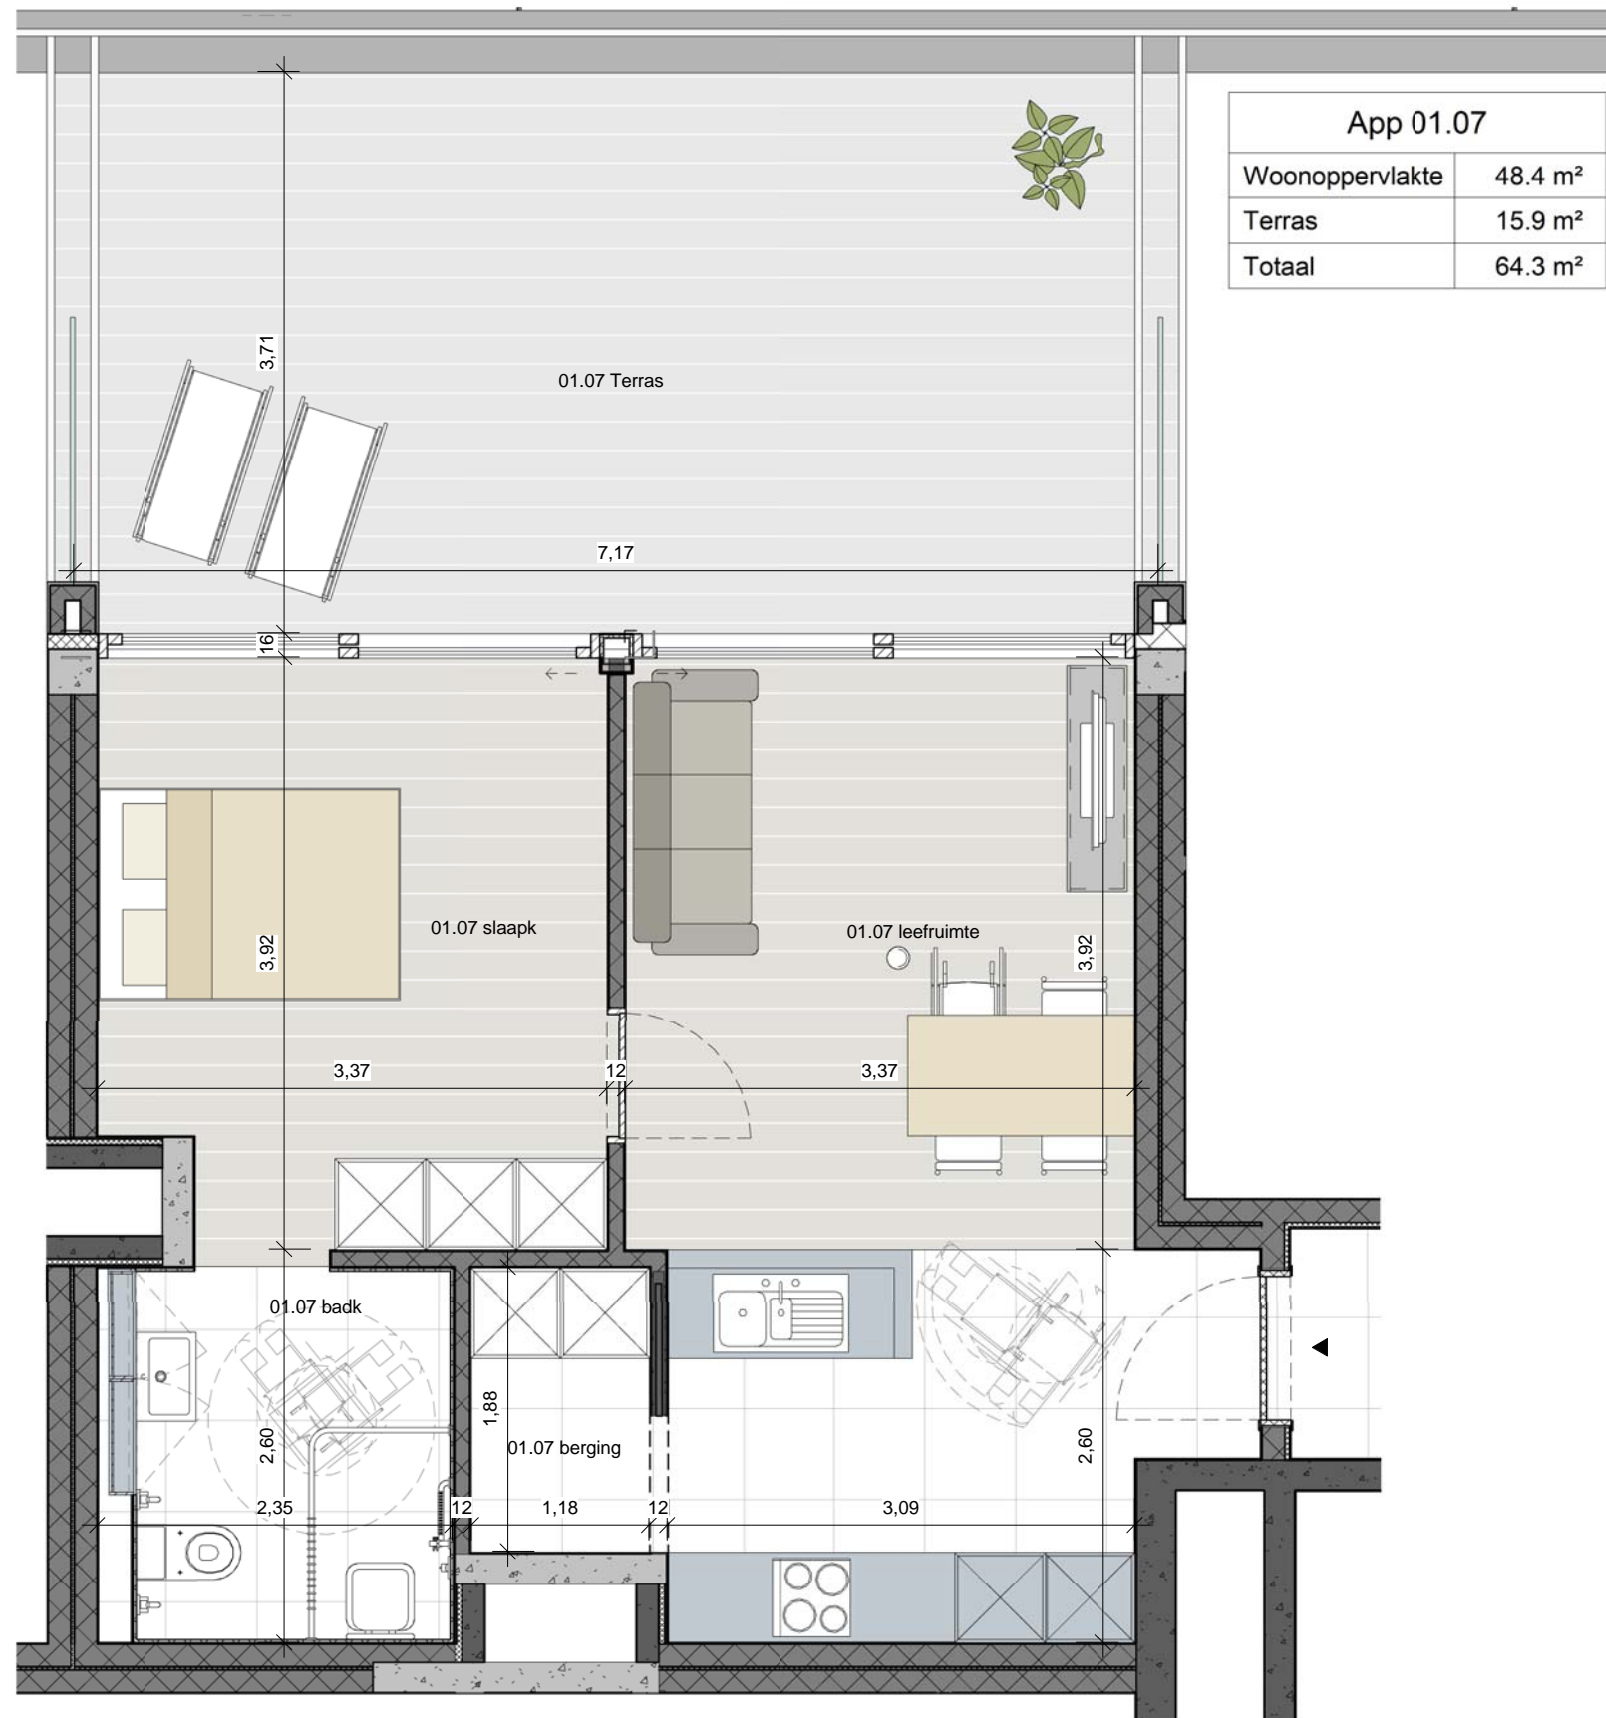 App 01.07
Woonoppervlakte 48.4 m²
Terras 15.9 m²
Totaal 64.3 m²
3,71
01.07 Terras
7,17
16
01.07 slaapk
01.07 leefruimte
3,92
3,92
3,37
12
3,37
01.07 badk
1,88
2,60
01.07 berging
2,60
2,35
12
1,18
12
3,09